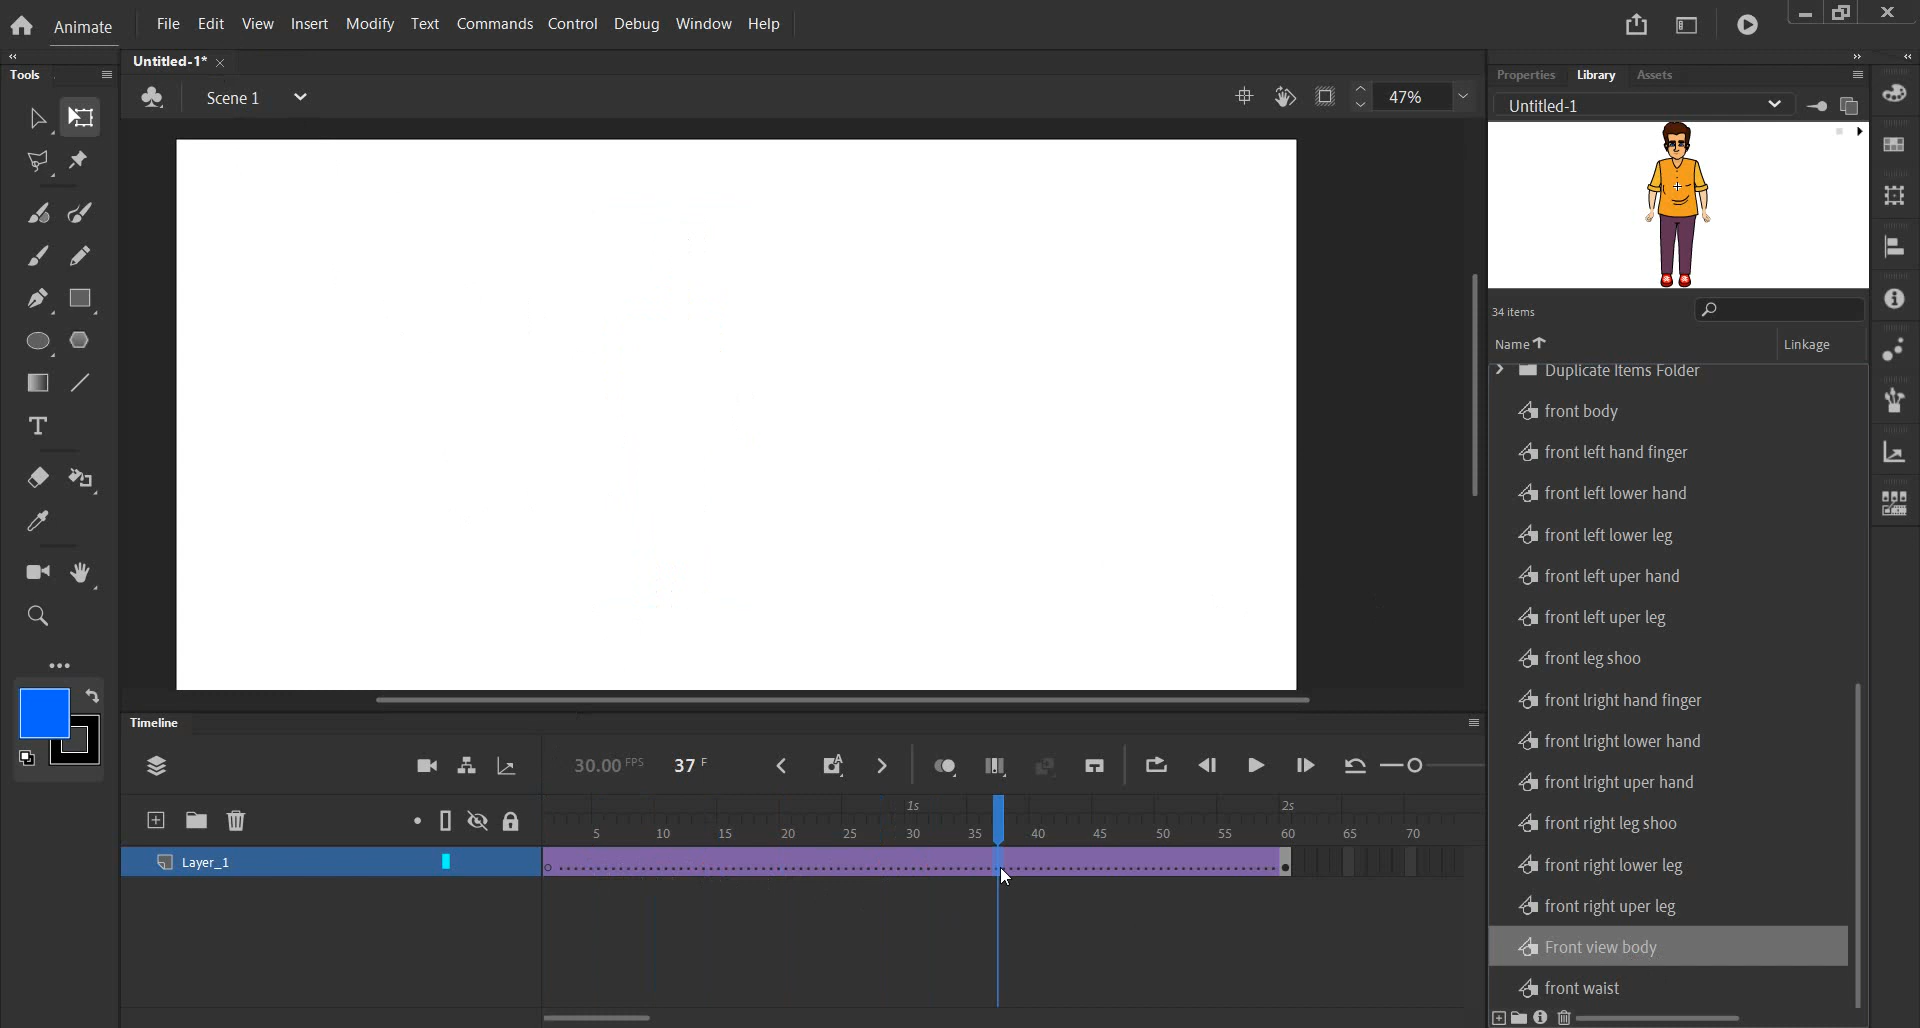 Animate File Edit View Insert Modify Text Commands Control Debug Window Help
Tools
Untitled-1*
Scene 1
47%
Properties Library Assets
Untitled-1
34 items
Name Linkage
Duplicate Items Folder
front body
front left hand finger
front left lower hand
front left lower leg
front left uper hand
front left uper leg
front leg shoo
front lright hand finger
front lright lower hand
front lright uper hand
front right leg shoo
front right lower leg
front right uper leg
Front view body
front waist
T
Timeline
30.00 FPS 37 F
1s 2s
5 10 15 20 25 30 35 40 45 50 55 60 65 70
Layer_1